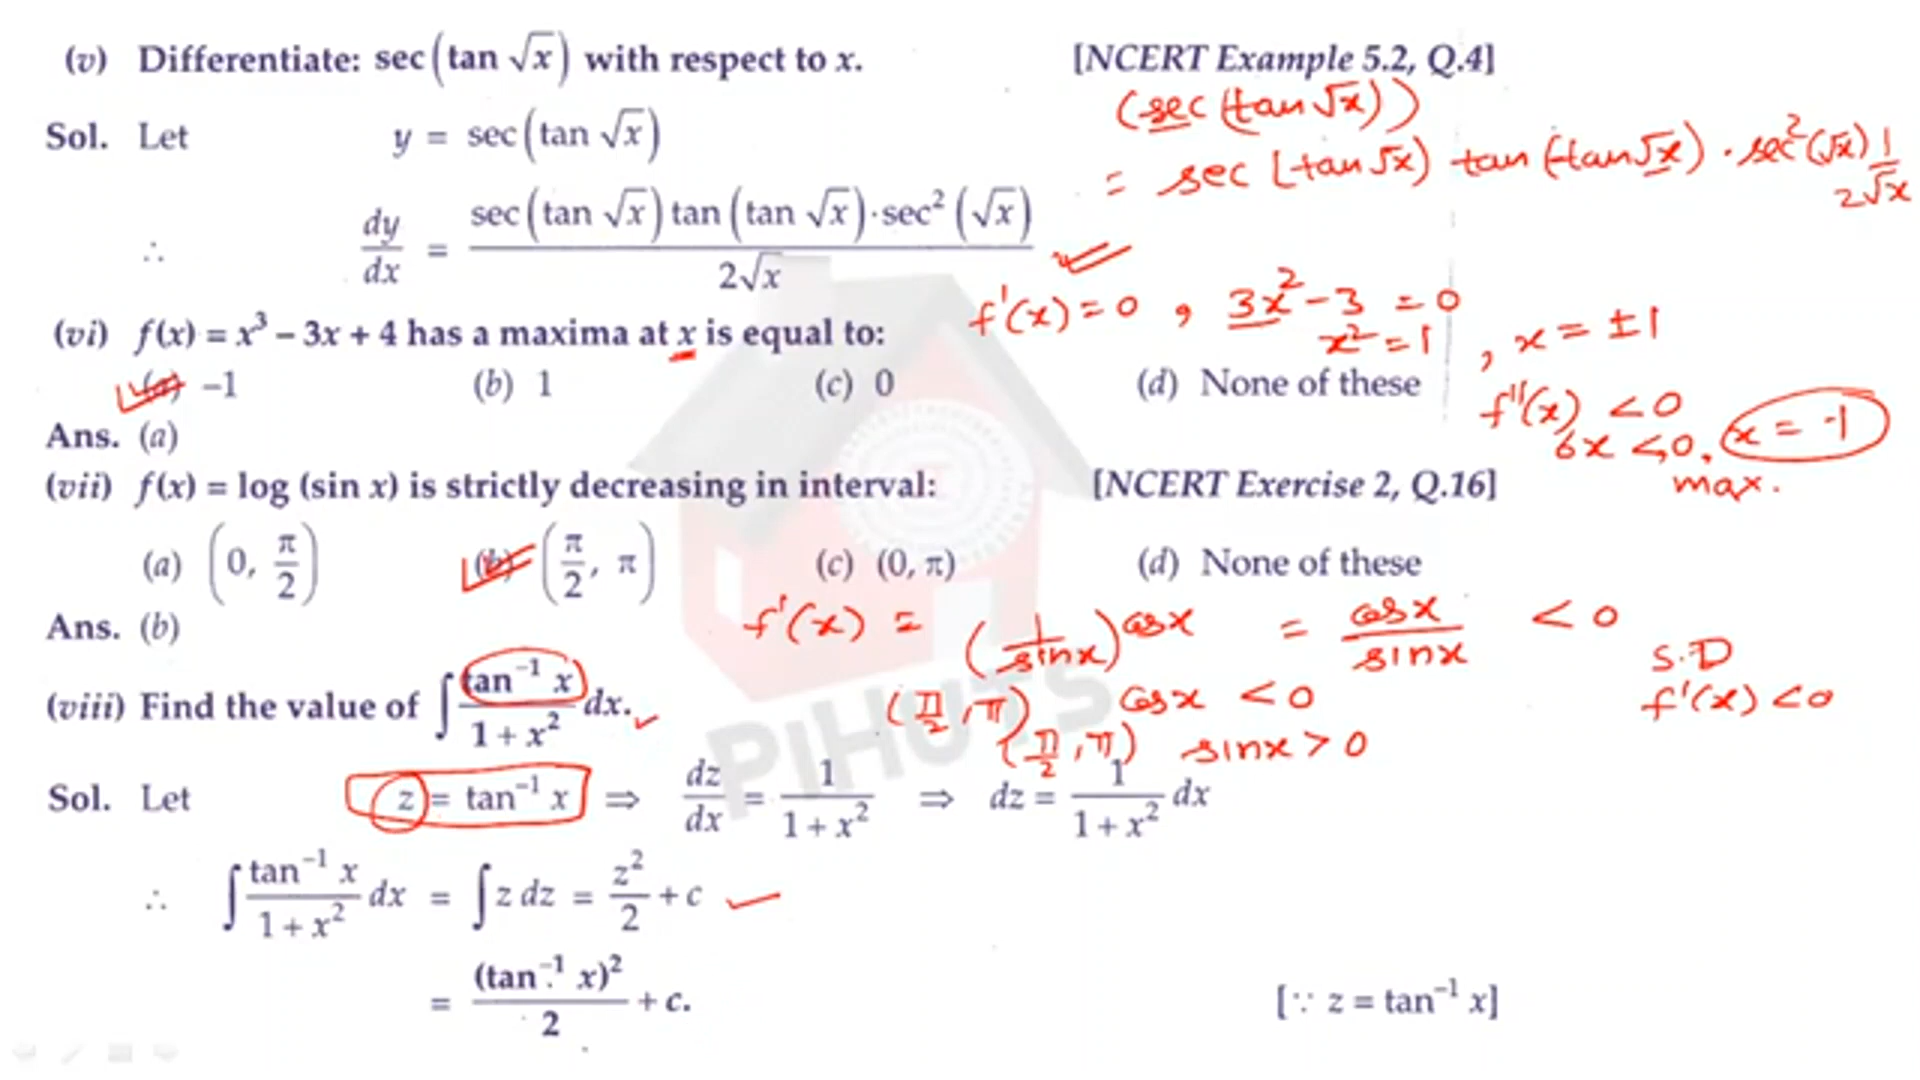 (v) Differentiate: sec(tan √x) with respect to x. [NCERT Example 5.2, Q.4]
(sec(tan√x))
Sol. Let y = sec(tan √x)
= sec(tan√x) tan(tan√x) . sec²(√x) 1/2√x
∴ dy/dx = sec(tan √x) tan(tan √x)·sec²(√x) / 2√x
f'(x) = 0 , 3x² - 3 = 0
x² = 1 , x = ±1
(vi) f(x) = x³ – 3x + 4 has a maxima at x is equal to:
(a) –1 (b) 1 (c) 0 (d) None of these
f''(x) < 0
6x < 0, x = -1
max.
Ans. (a)
(vii) f(x) = log (sin x) is strictly decreasing in interval: [NCERT Exercise 2, Q.16]
(a) (0, π/2) (b) (π/2, π) (c) (0, π) (d) None of these
Ans. (b)
f'(x) = (1/sinx) cosx = cosx/sinx < 0
S.D
f'(x) < 0
(π/2, π) cosx < 0
(π/2, π) sinx > 0
(viii) Find the value of ∫ tan⁻¹ x / 1 + x² dx.
PIHUTS
Sol. Let z = tan⁻¹ x ⇒ dz/dx = 1/1 + x² ⇒ dz = 1/1 + x² dx
∴ ∫ tan⁻¹ x / 1 + x² dx = ∫ z dz = z²/2 + c
= (tan⁻¹ x)²/2 + c. [∵ z = tan⁻¹ x]